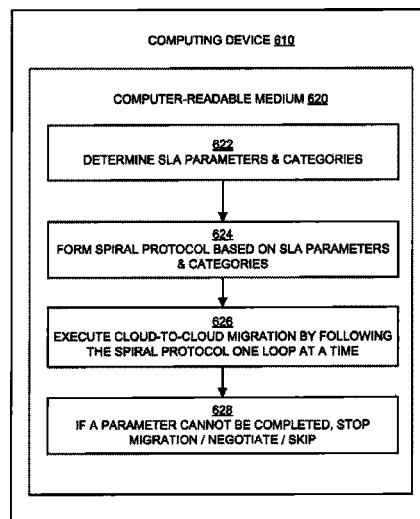 COMPUTING DEVICE 610
COMPUTER-READABLE MEDIUM 620
622
DETERMINE SLA PARAMETERS & CATEGORIES
624
FORM SPIRAL PROTOCOL BASED ON SLA PARAMETERS
& CATEGORIES
626
EXECUTE CLOUD-TO-CLOUD MIGRATION BY FOLLOWING
THE SPIRAL PROTOCOL ONE LOOP AT A TIME
628
IF A PARAMETER CANNOT BE COMPLETED, STOP
MIGRATION / NEGOTIATE / SKIP